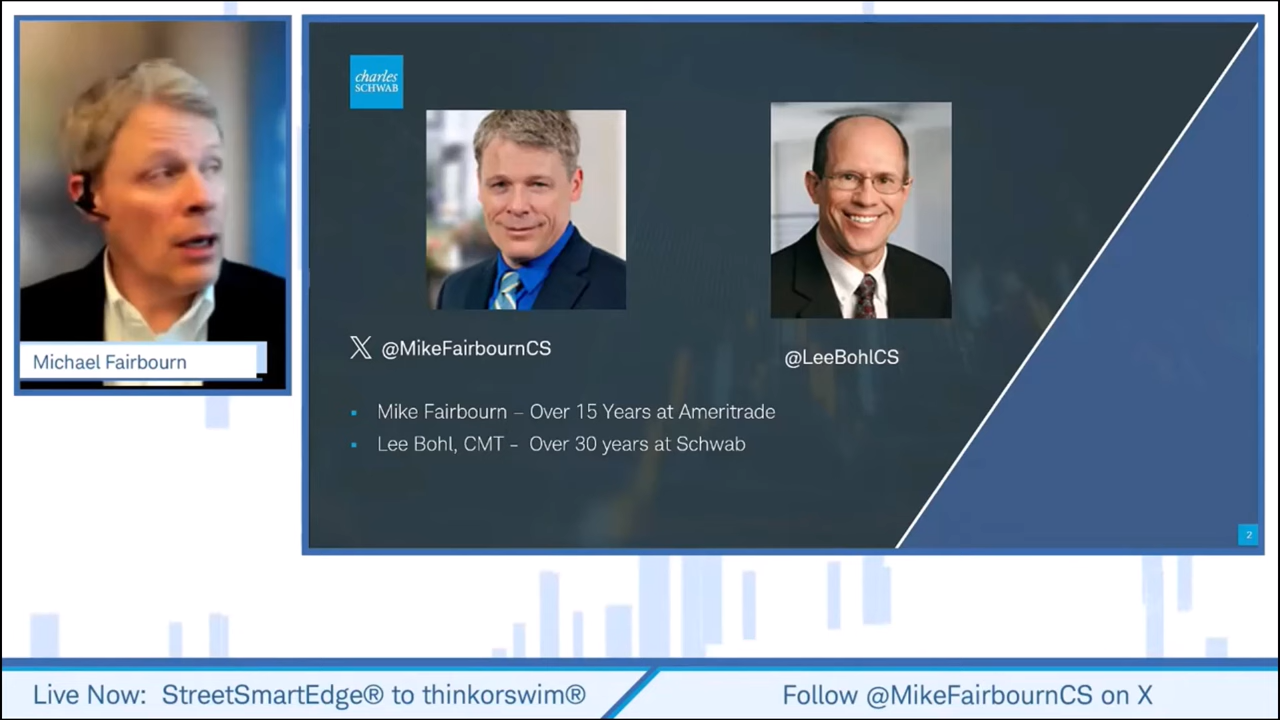 charles
SCHWAB
Michael Fairbourn
@MikeFairbournCS
@LeeBohlCS
▪ Mike Fairbourn – Over 15 Years at Ameritrade
▪ Lee Bohl, CMT - Over 30 years at Schwab
2
Live Now: StreetSmartEdge® to thinkorswim®
Follow @MikeFairbournCS on X